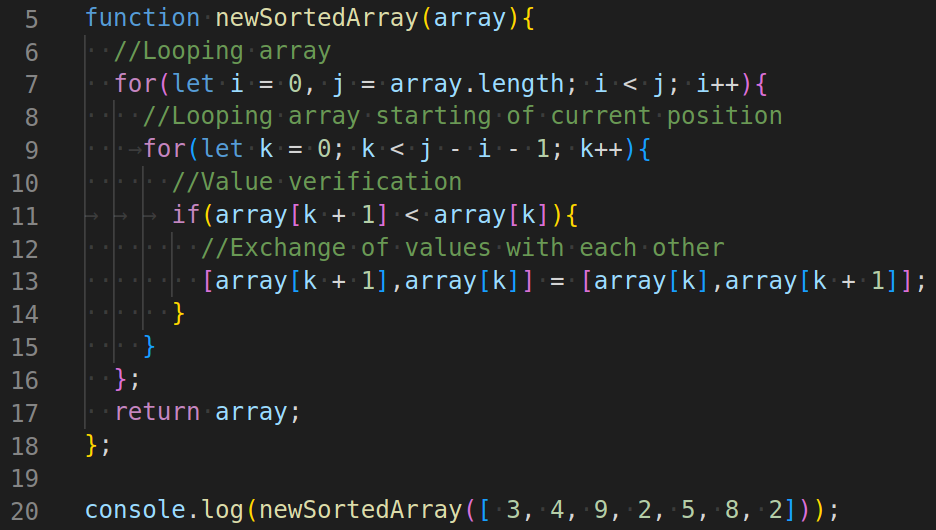 5 function newSortedArray(array){
6 //Looping array
7 for(let i = 0, j = array.length; i < j; i++){
8 //Looping array starting of current position
9 for(let k = 0; k < j - i - 1; k++){
10 //Value verification
11 if(array[k + 1] < array[k]){
12 //Exchange of values with each other
13 [array[k + 1],array[k]] = [array[k],array[k + 1]];
14 }
15 }
16 };
17 return array;
18 };
19
20 console.log(newSortedArray([ 3, 4, 9, 2, 5, 8, 2]));